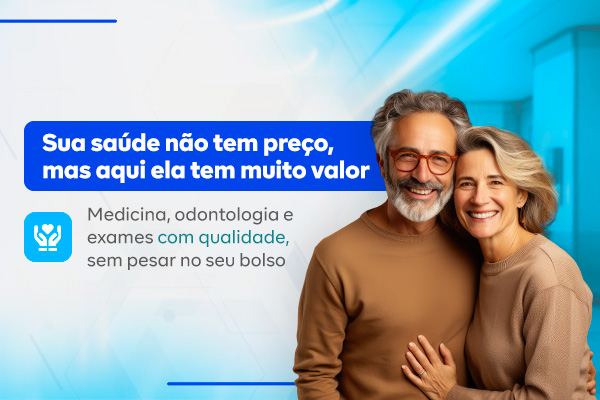 Sua saúde não tem preço,
mas aqui ela tem muito valor
Medicina, odontologia e
exames com qualidade,
sem pesar no seu bolso